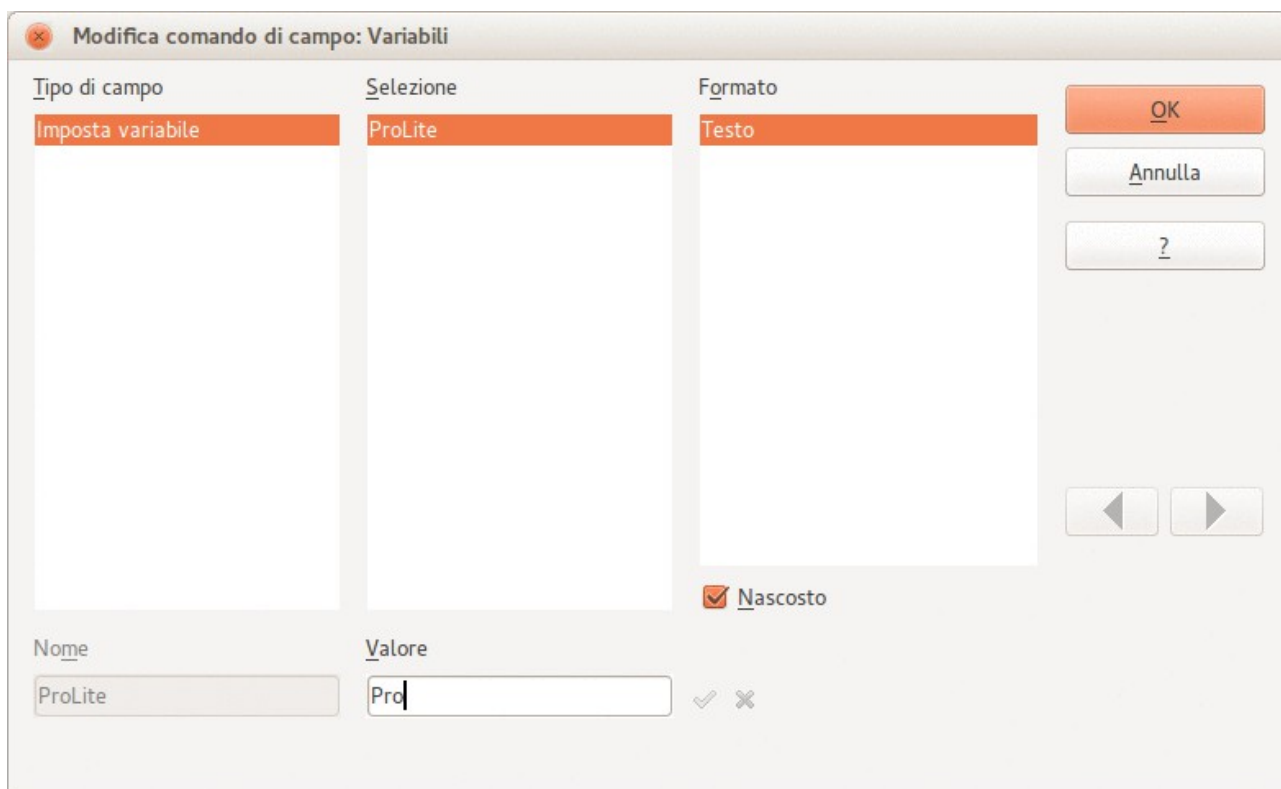 Modifica comando di campo: Variabili
Tipo di campo
Selezione
Formato
Imposta variabile
ProLite
Testo
OK
Annulla
?
Nascosto
Nome
Valore
ProLite
Pro